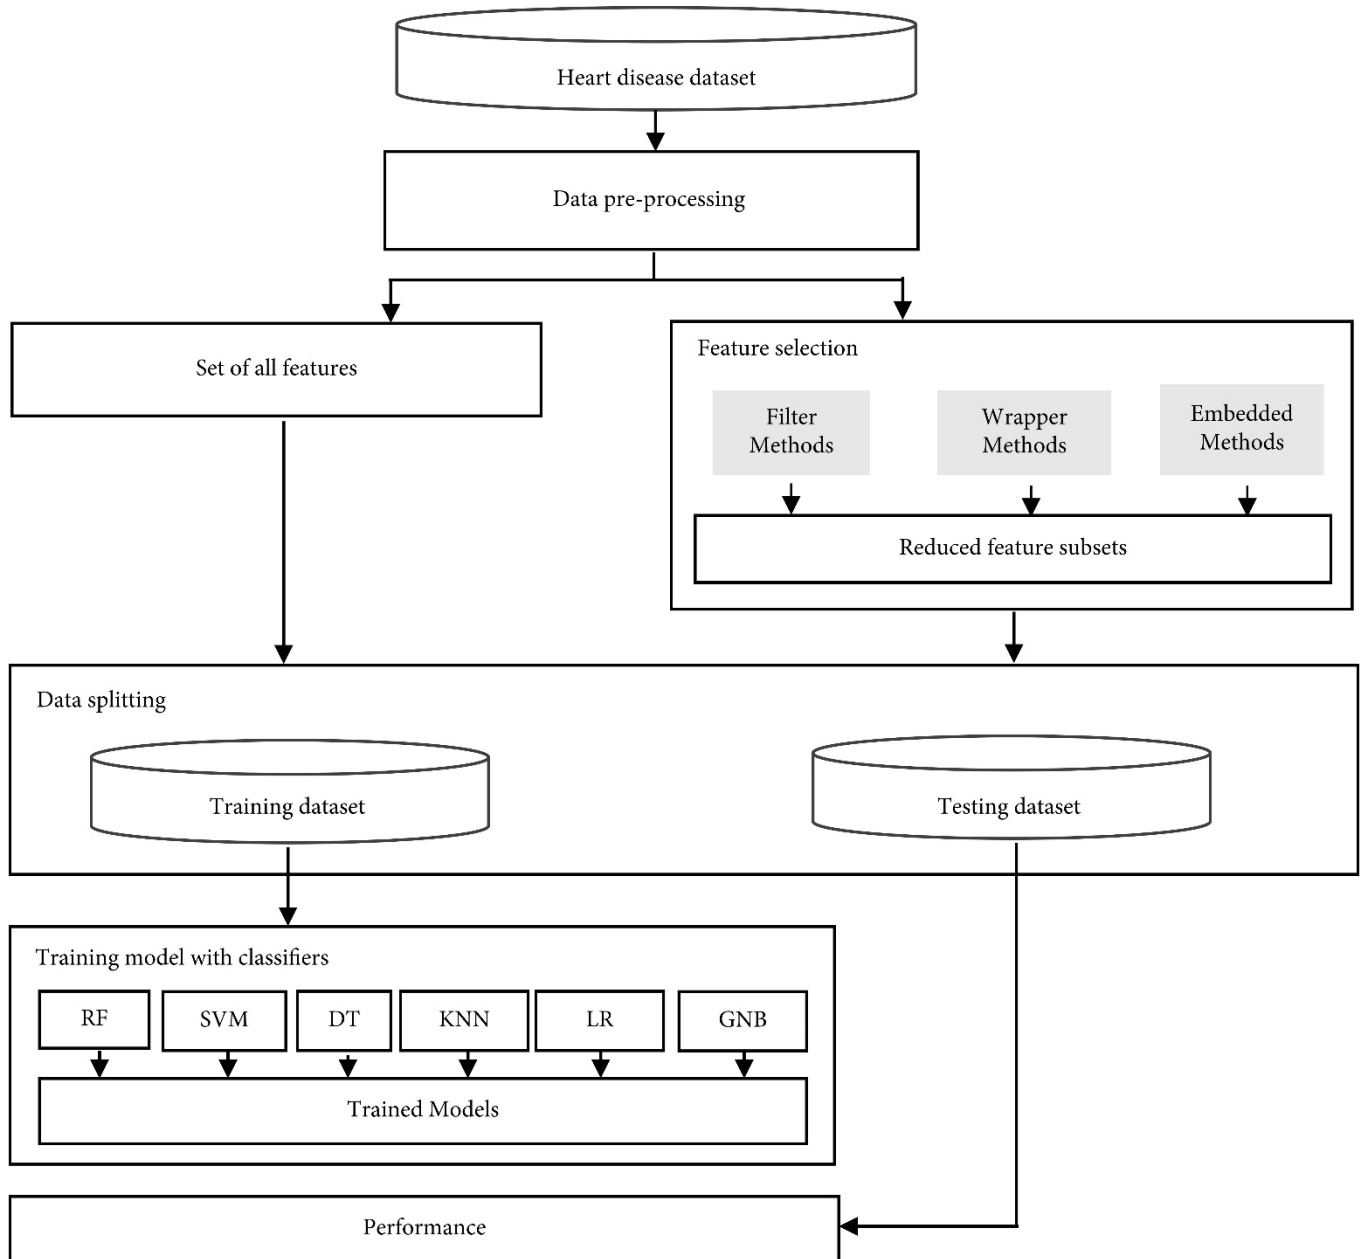 Heart disease dataset
Data pre-processing
Set of all features
Feature selection
Filter
Methods
Wrapper
Methods
Embedded
Methods
Reduced feature subsets
Data splitting
Training dataset
Testing dataset
Training model with classifiers
RF
SVM
DT
KNN
LR
GNB
Trained Models
Performance